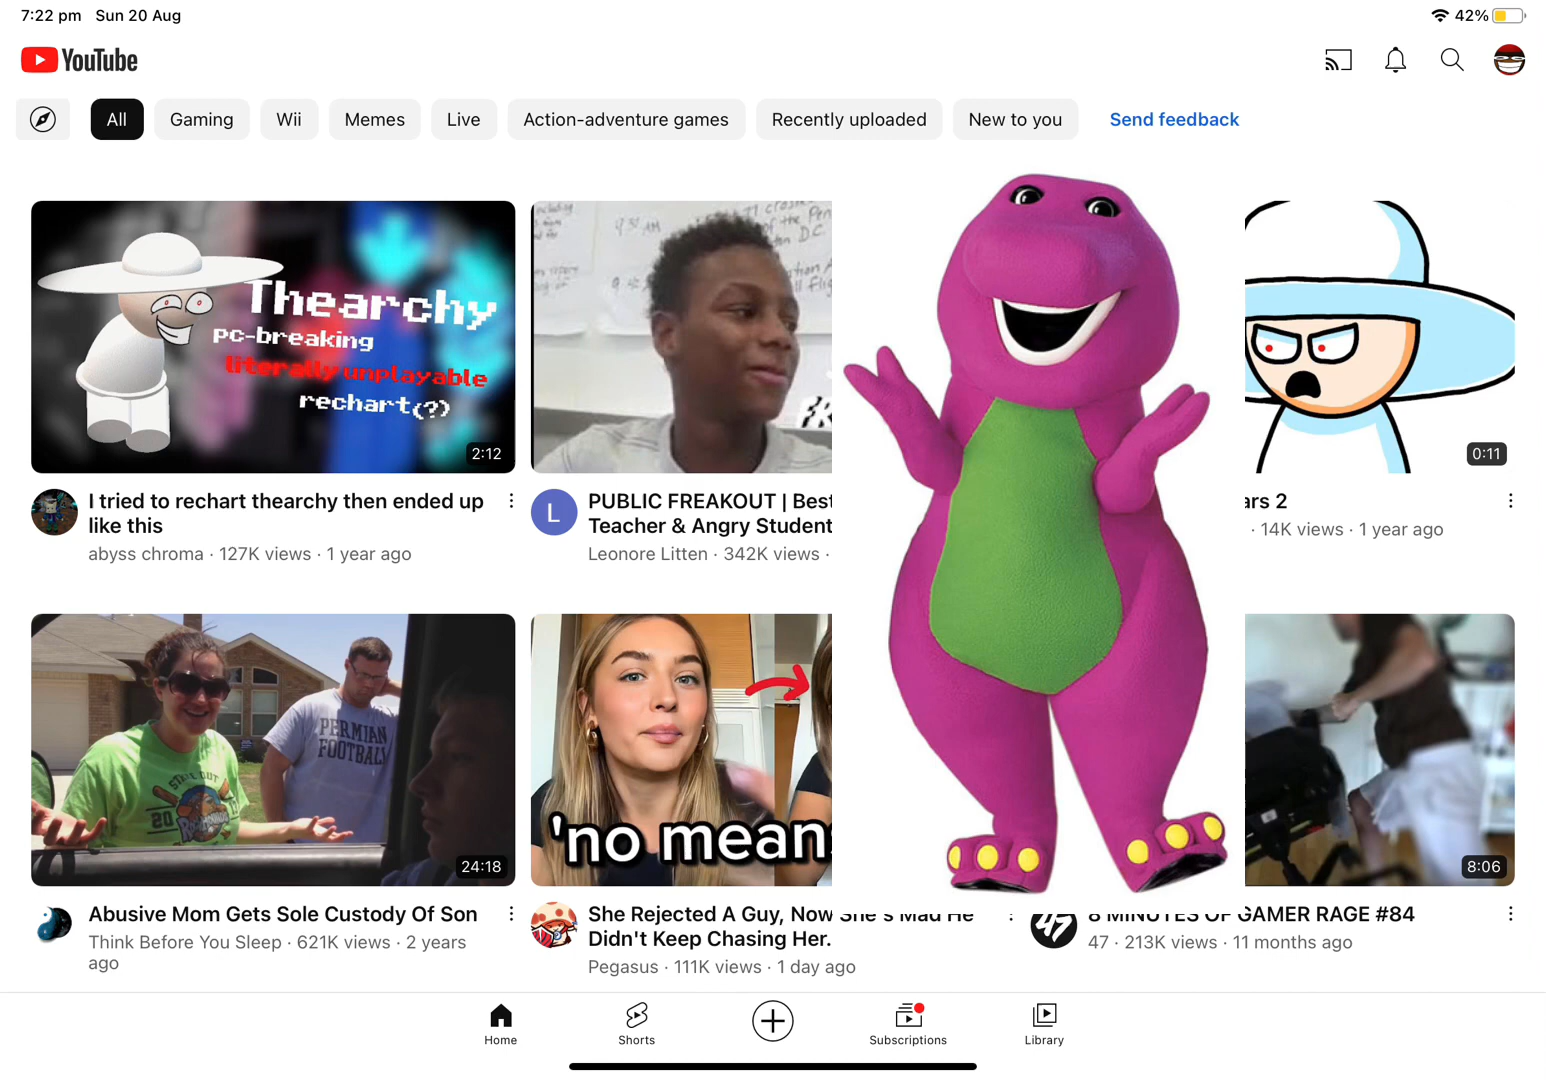 7:22 pm Sun 20 Aug
42%
YouTube
All Gaming Wii Memes Live Action-adventure games Recently uploaded New to you Send feedback
Thearchy
pc-breaking
literally unplayable
rechart(?)
2:12
0:11
I tried to rechart thearchy then ended up
like this
abyss chroma · 127K views · 1 year ago
L
PUBLIC FREAKOUT | Best
Teacher & Angry Student
Leonore Litten · 342K views ·
ars 2
· 14K views · 1 year ago
PERMIAN
FOOTBALL
20
24:18
'no mean
8:06
Abusive Mom Gets Sole Custody Of Son
Think Before You Sleep · 621K views · 2 years
ago
She Rejected A Guy, Now She's Mad He
Didn't Keep Chasing Her.
Pegasus · 111K views · 1 day ago
47
8 MINUTES OF GAMER RAGE #84
47 · 213K views · 11 months ago
Home
Shorts
Subscriptions
Library